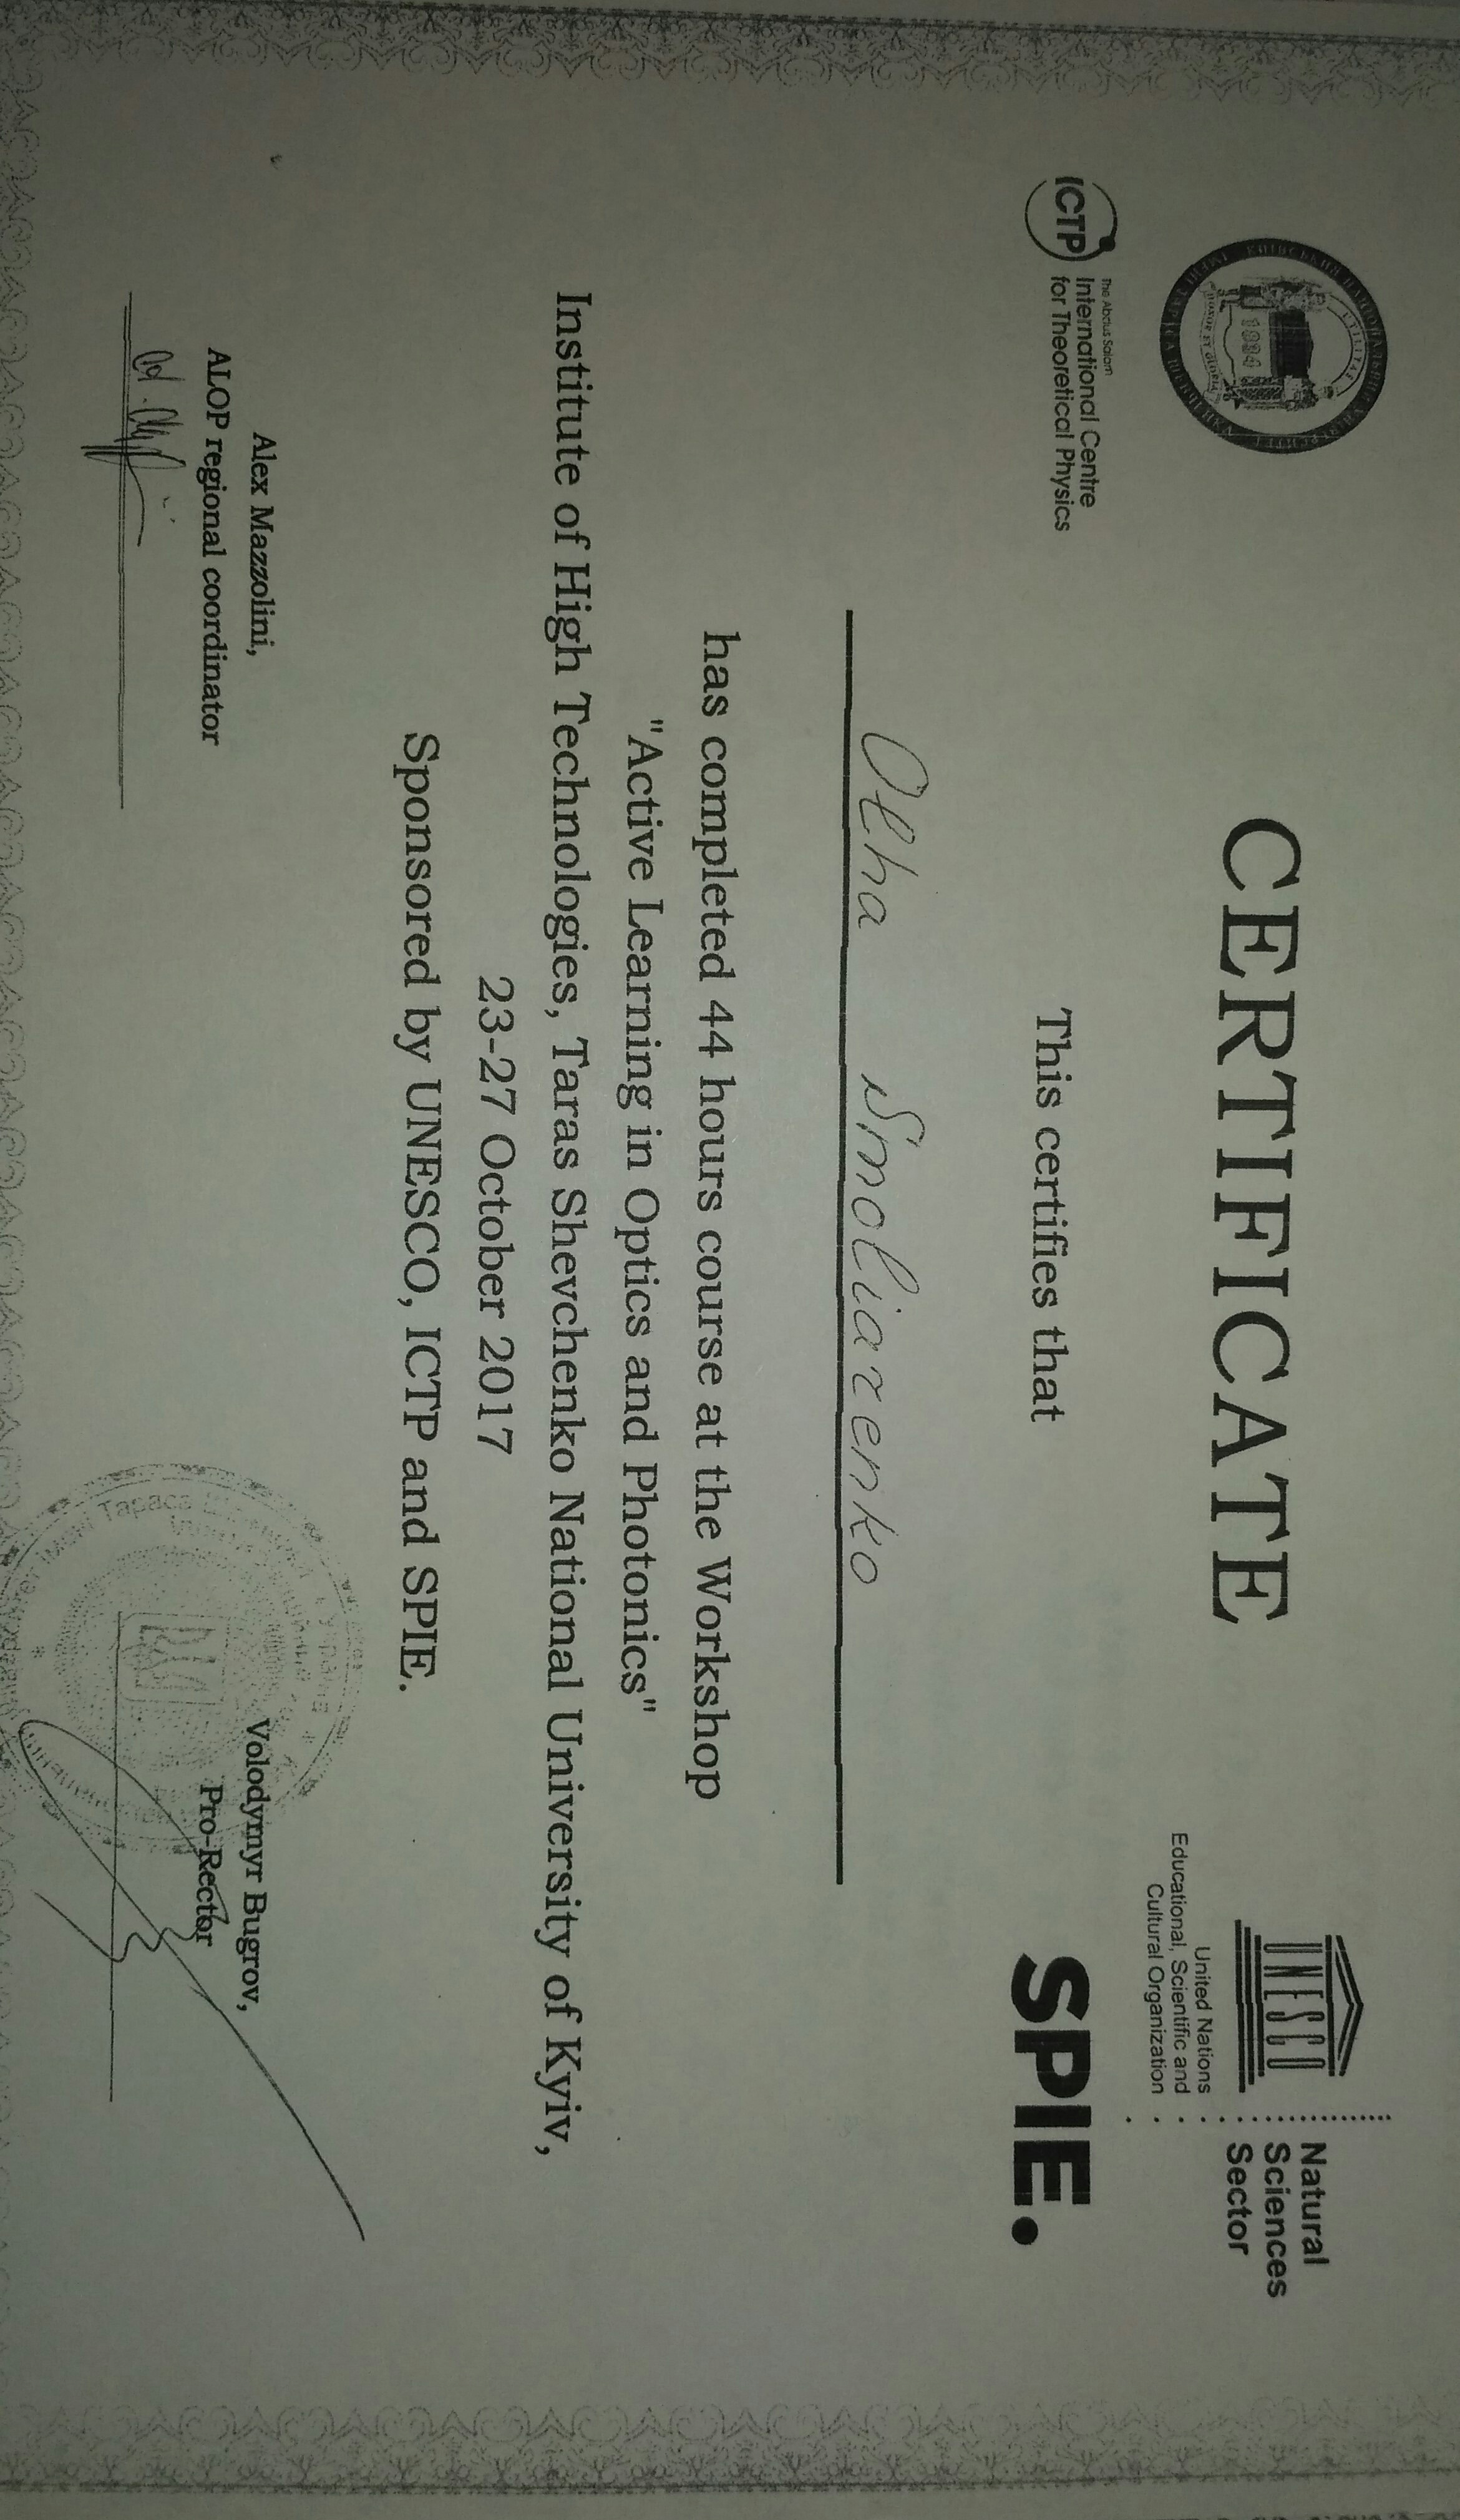 CERTIFICATE
1834
UTILITAS
ICTP
The Abdus Salam
International Centre
for Theoretical Physics
UNESCO
United Nations
Educational, Scientific and
Cultural Organization
Natural
Sciences
Sector
SPIE.
This certifies that
Olha Smoliarenko
has completed 44 hours course at the Workshop
"Active Learning in Optics and Photonics"
Institute of High Technologies, Taras Shevchenko National University of Kyiv,
23-27 October 2017
Sponsored by UNESCO, ICTP and SPIE.
Alex Mazzolini,
ALOP regional coordinator
Volodymyr Bugrov,
Pro-Rector
Тараса